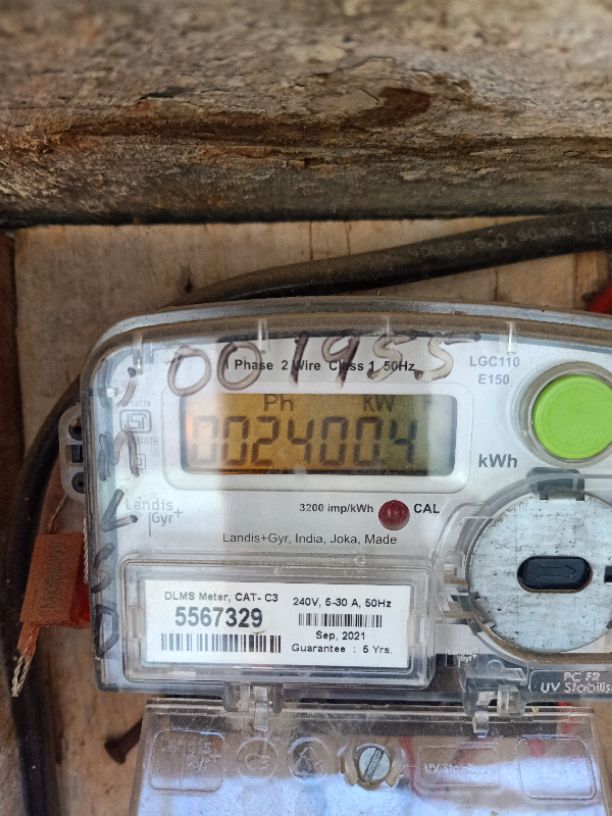 001955
1 Phase 2 Wire Class 1 50Hz
LGC110
E150
Ph kW
0024004
kWh
3200 imp/kWh
CAL
Landis
Gyr+
Landis+Gyr, India, Joka, Made
DLMS Meter, CAT- C3
5567329
240V, 5-30 A, 50Hz
Sep, 2021
Guarantee : 5 Yrs.
UV Stabilis